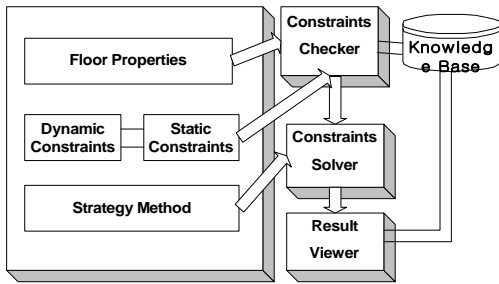 Constraints
Checker
Knowledg
e Base
Floor Properties
Dynamic
Constraints
Static
Constraints
Constraints
Solver
Strategy Method
Result
Viewer